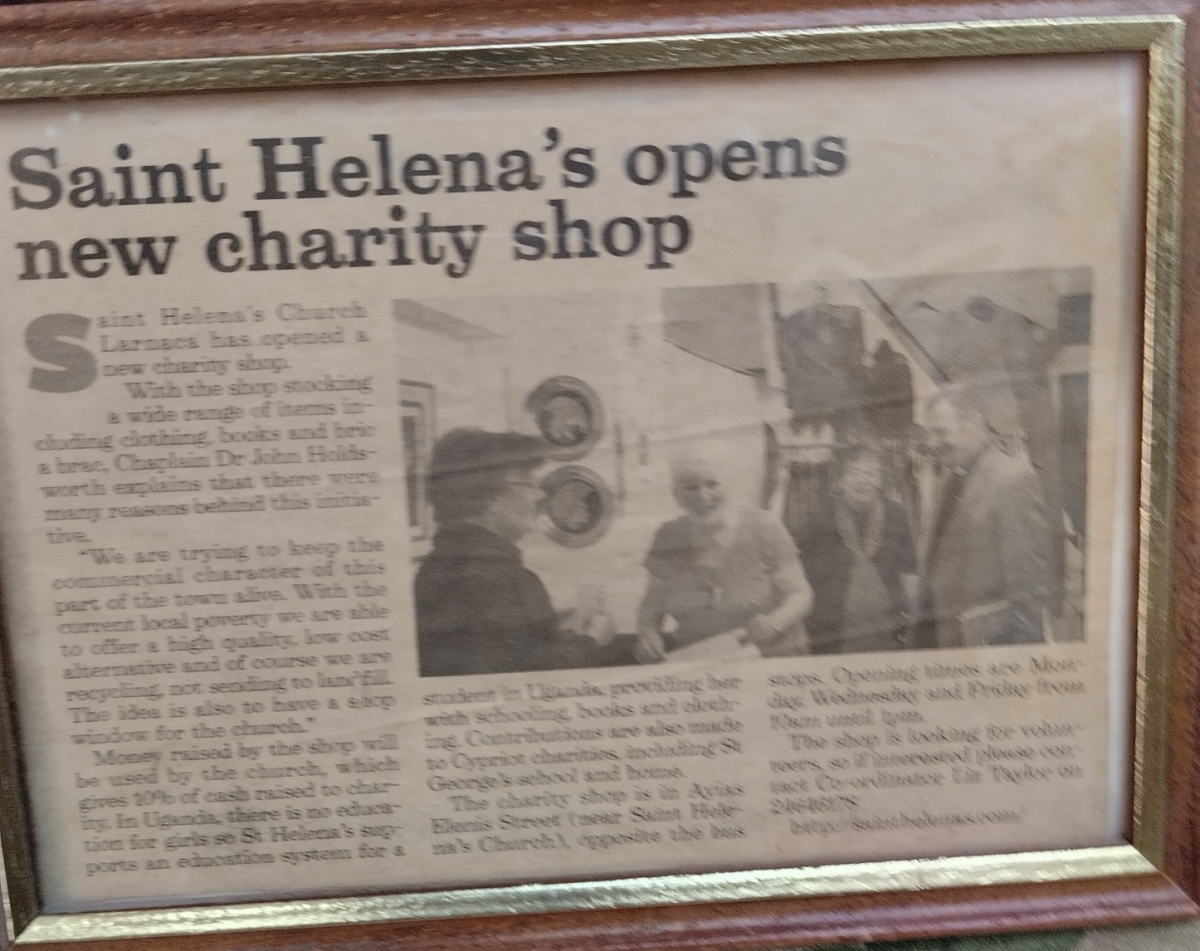 Saint Helena's opens
new charity shop
Saint Helena's Church
Larnaca has opened a
new charity shop.
With the shop stocking
a wide range of items in-
cluding clothing, books and bric
a brac, Chaplain Dr John Holds-
worth explains that there were
many reasons behind this initia-
tive.
"We are trying to keep the
commercial character of this
part of the town alive. With the
current local poverty we are able
to offer a high quality, low cost
alternative and of course we are
recycling, not sending to landfill.
The idea is also to have a shop
window for the church."
Money raised by the shop will
be used by the church, which
gives 10% of cash raised to char-
ity. In Uganda, there is no educa-
tion for girls so St Helena's sup-
ports an education system for a
student in Uganda, providing her
with schooling, books and cloth-
ing. Contributions are also made
to Cypriot charities, including St
George's school and home.
The charity shop is in Ayias
Elenis Street (near Saint Hele-
na's Church), opposite the bus
stops. Opening times are Mon-
day, Wednesday and Friday from
10am until 1pm.
The shop is looking for volun-
teers, so if interested please con-
tact Co-ordinator Liz Taylor on
http://sainthelenas.com/